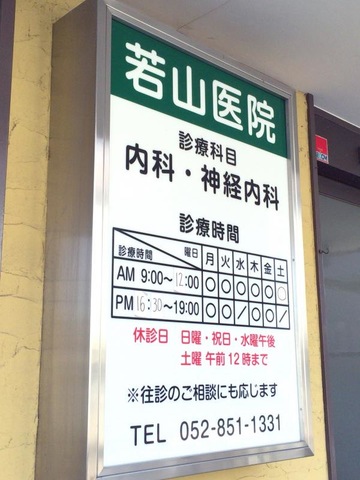 若山医院
診療科目
内科・神経内科
診療時間
診療時間 曜日 月 火 水 木 金 土
AM 9:00～12:00 ○ ○ ○ ○ ○ ○
PM 16:30～19:00 ○ ○ / ○ ○ /
休診日 日曜・祝日・水曜午後
土曜 午前12時まで
※往診のご相談にも応じます
TEL 052-851-1331